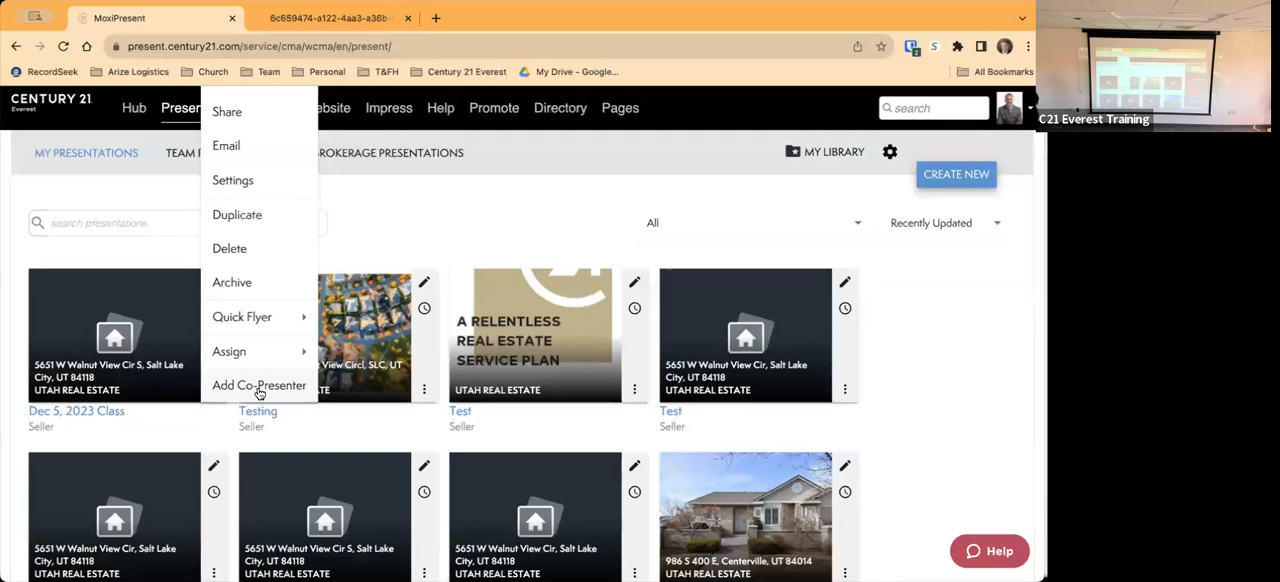 MoxiPresent
6c659474-a122-4aa3-a36b-
present.century21.com/service/cma/wcma/en/present/
2
RecordSeek
Arize Logistics
Church
Team
Personal
T&FH
Century 21 Everest
My Drive - Google...
All Bookmarks
CENTURY 21.
Everest
Hub
Presen
ebsite
Impress
Help
Promote
Directory
Pages
search
C21 Everest Training
MY PRESENTATIONS
TEAM P
BROKERAGE PRESENTATIONS
MY LIBRARY
CREATE NEW
Share
Email
Settings
Duplicate
Delete
Archive
Quick Flyer
Assign
Add Co-Presenter
search presentations
All
Recently Updated
5651 W Walnut View Cir S, Salt Lake
City, UT 84118
UTAH REAL ESTATE
Dec 5, 2023 Class
Seller
View Circl, SLC, UT
Testing
Seller
A RELENTLESS
REAL ESTATE
SERVICE PLAN
UTAH REAL ESTATE
Test
Seller
5651 W Walnut View Cir, Salt Lake
City, UT 84118
UTAH REAL ESTATE
Test
Seller
5651 W Walnut View Cir, Salt Lake
City, UT 84118
UTAH REAL ESTATE
5651 W Walnut View Cir S, Salt Lake
City, UT 84118
UTAH REAL ESTATE
5651 W Walnut View Cir, Salt Lake
City, UT 84118
UTAH REAL ESTATE
986 S 400 E, Centerville, UT 84014
UTAH REAL ESTATE
Help